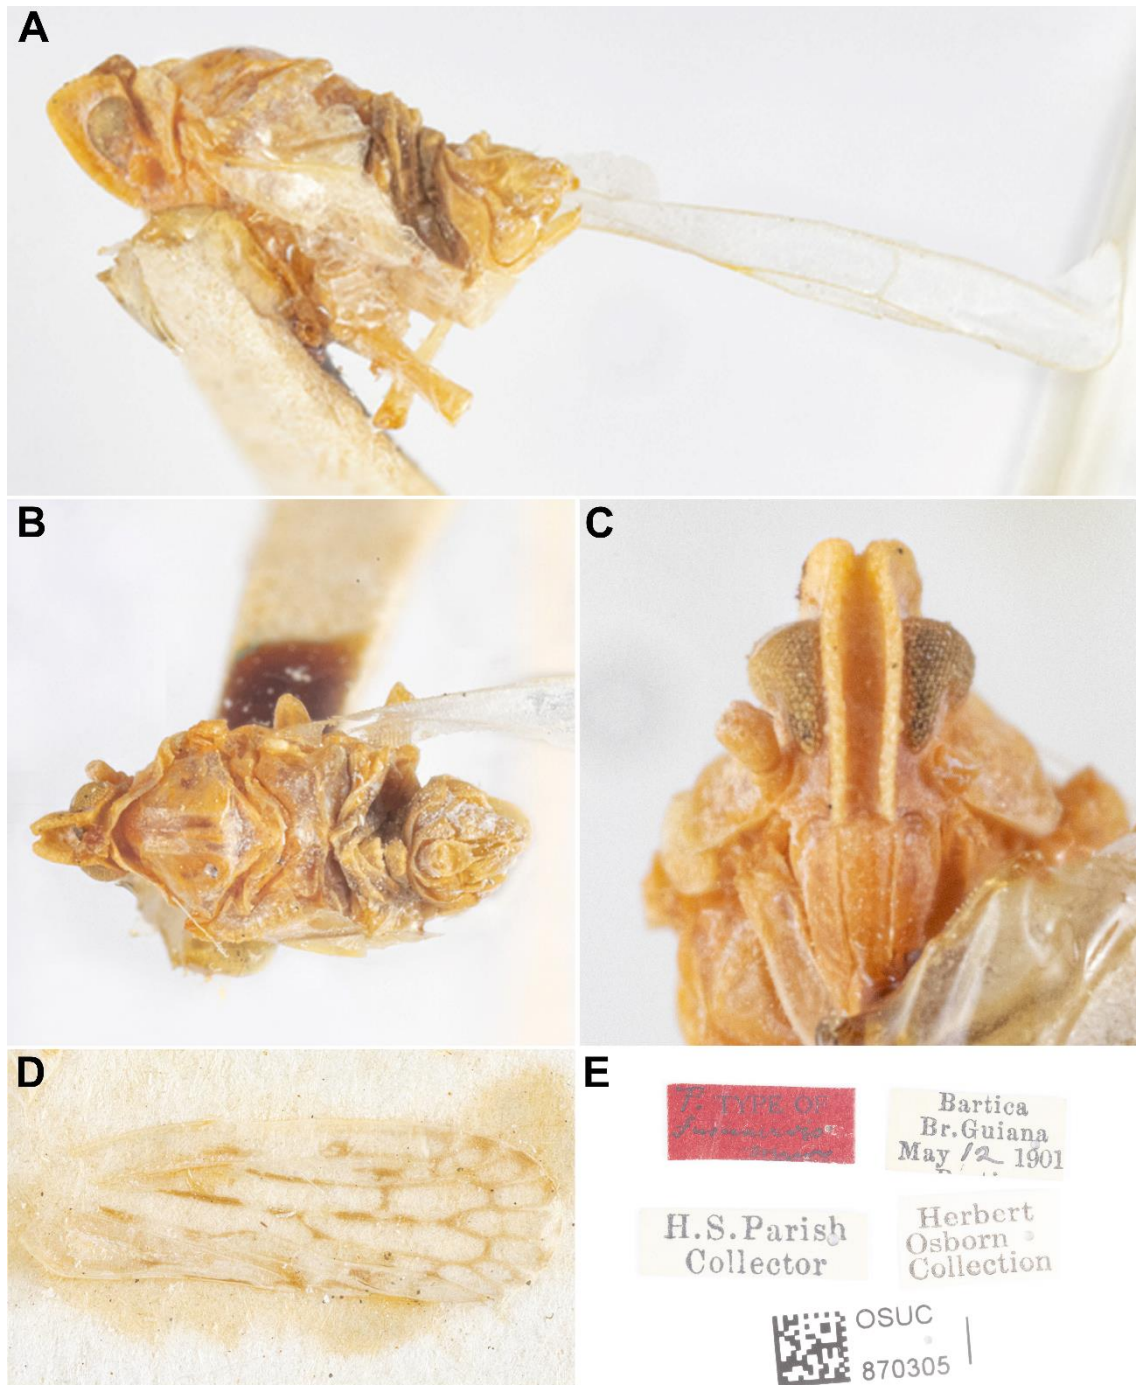 A
B
C
D
E
TYPE OF
Bartica
Br.Guiana
May 12 1901
H.S.Parish
Collector
Herbert
Osborn
Collection
OSUC
870305